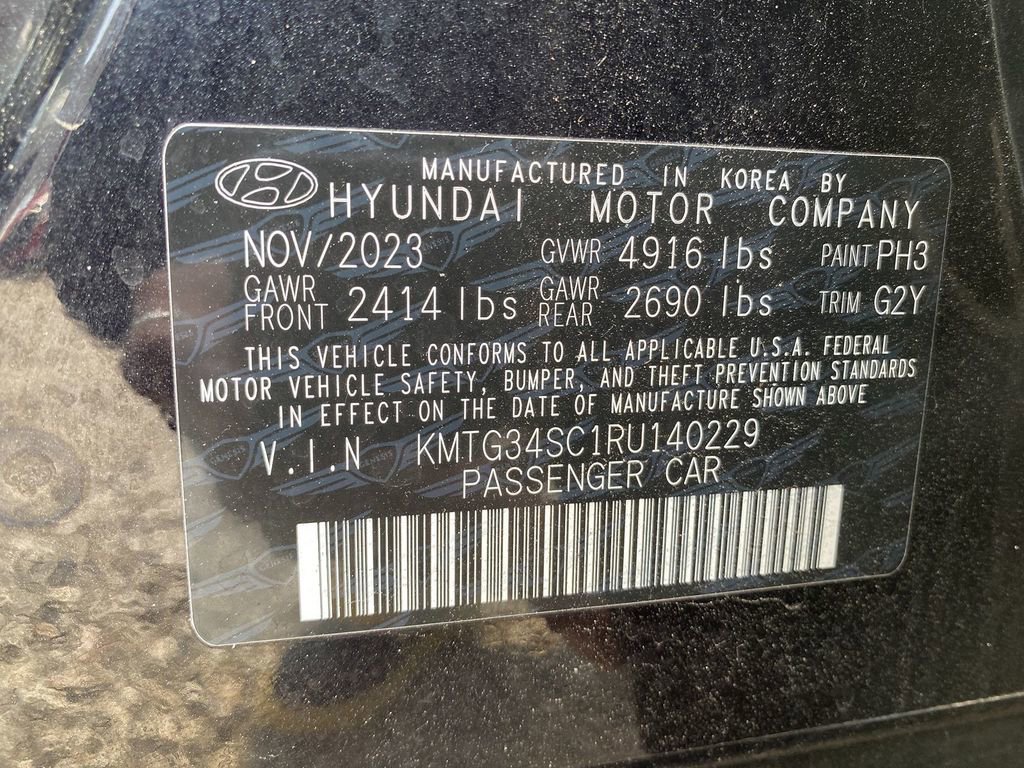 MANUFACTURED IN KOREA BY
HYUNDAI MOTOR COMPANY
NOV/2023 GVWR 4916 lbs PAINT PH3
GAWR FRONT 2414 lbs GAWR REAR 2690 lbs TRIM G2Y
THIS VEHICLE CONFORMS TO ALL APPLICABLE U.S.A. FEDERAL
MOTOR VEHICLE SAFETY, BUMPER, AND THEFT PREVENTION STANDARDS
IN EFFECT ON THE DATE OF MANUFACTURE SHOWN ABOVE
V.I.N KMTG34SC1RU140229
PASSENGER CAR